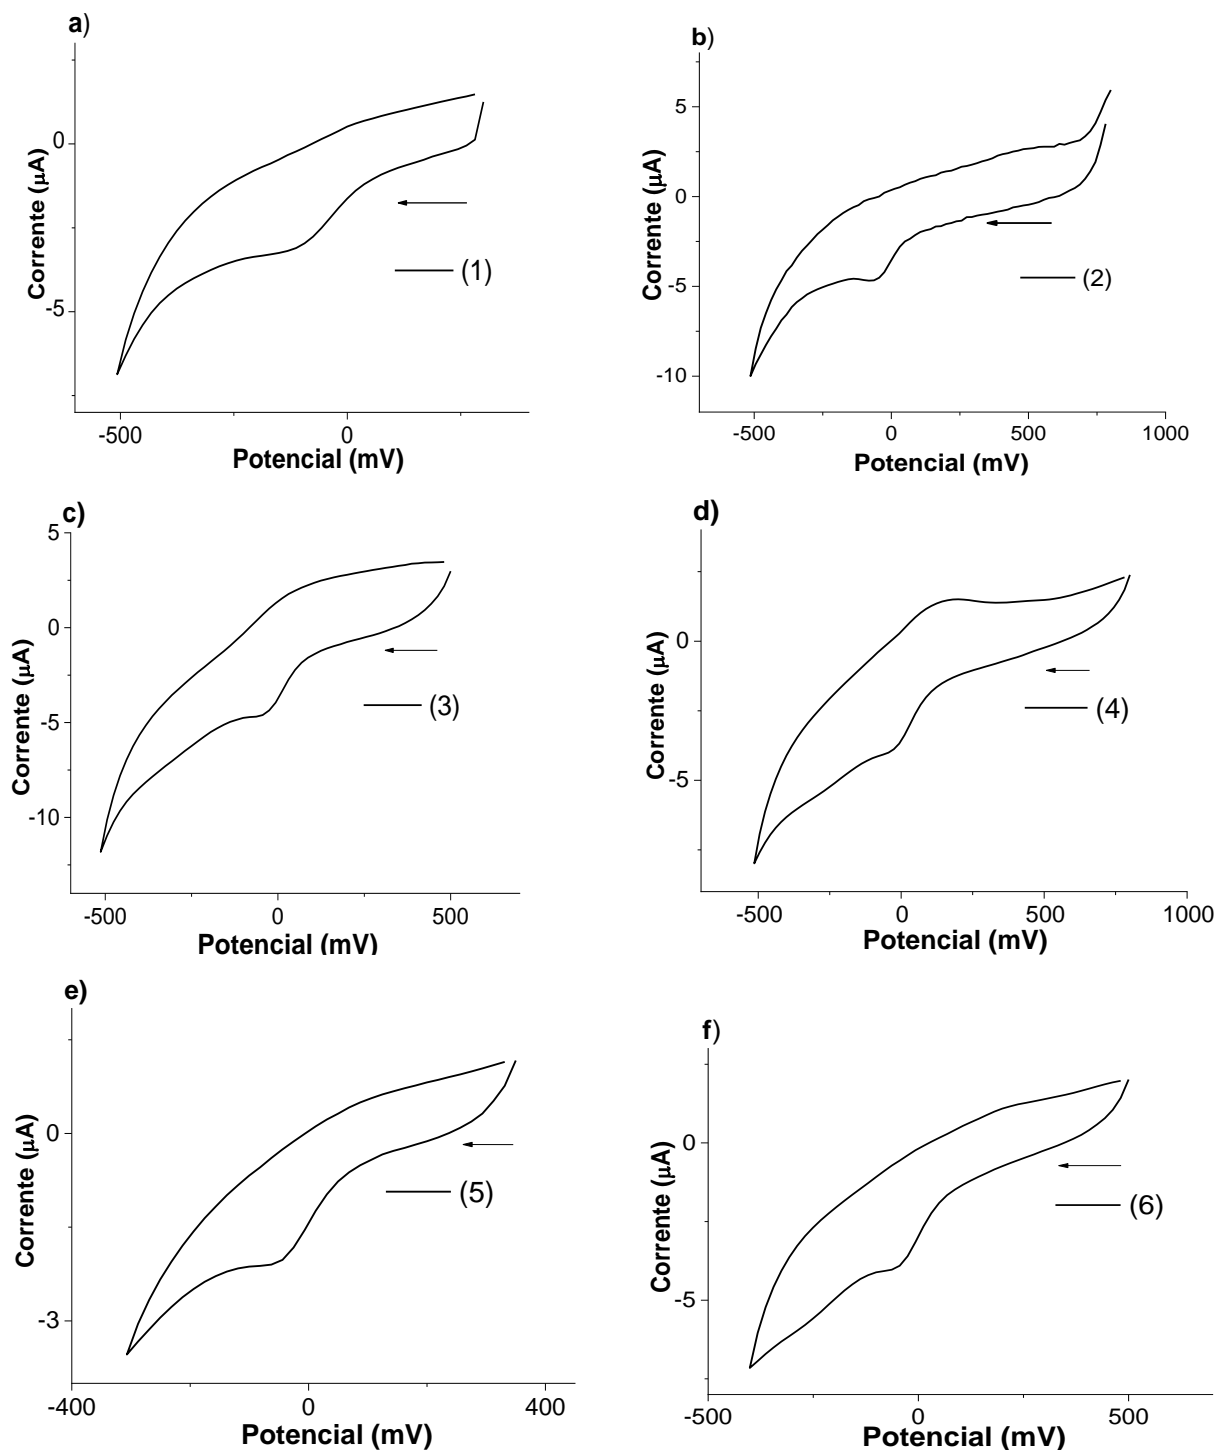 a)
Corrente (µA)
0
-5
-500
0
Potencial (mV)
(1)
b)
Corrente (µA)
5
0
-5
-10
-500
0
500
1000
Potencial (mV)
(2)
c)
Corrente (µA)
5
0
-5
-10
-500
0
500
Potencial (mV)
(3)
d)
Corrente (µA)
0
-5
-500
0
500
1000
Potencial (mV)
(4)
e)
Corrente (µA)
0
-3
-400
0
400
Potencial (mV)
(5)
f)
Corrente (µA)
0
-5
-500
0
500
Potencial (mV)
(6)